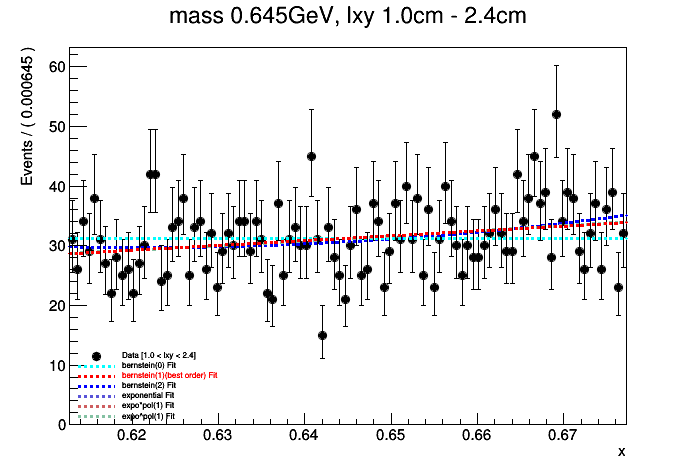 mass 0.645GeV, lxy 1.0cm - 2.4cm
Events / ( 0.000645 )
60
50
40
30
20
10
0
Data [1.0 < lxy < 2.4]
bernstein(0) Fit
bernstein(1)(best order) Fit
bernstein(2) Fit
exponential Fit
expo*pol(1) Fit
expo^pol(1) Fit
0.62 0.63 0.64 0.65 0.66 0.67
x